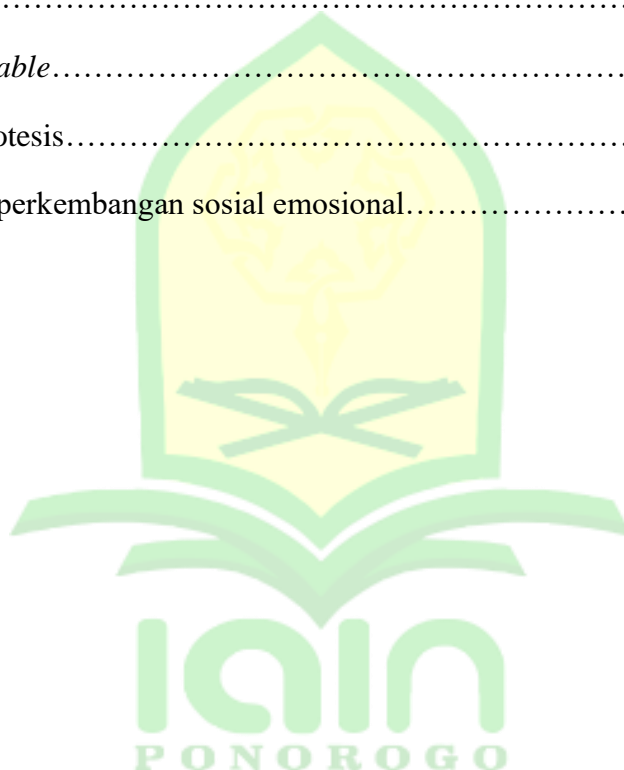 ………………………………………………
able………………………………………………
otesis………………………………………………
perkembangan sosial emosional…………………
IAIN
PONOROGO